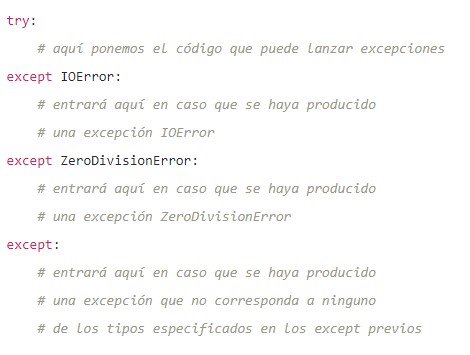 try:
    # aquí ponemos el código que puede lanzar excepciones
except IOError:
    # entrará aquí en caso que se haya producido
    # una excepción IOError
except ZeroDivisionError:
    # entrará aquí en caso que se haya producido
    # una excepción ZeroDivisionError
except:
    # entrará aquí en caso que se haya producido
    # una excepción que no corresponda a ninguno
    # de los tipos especificados en los except previos